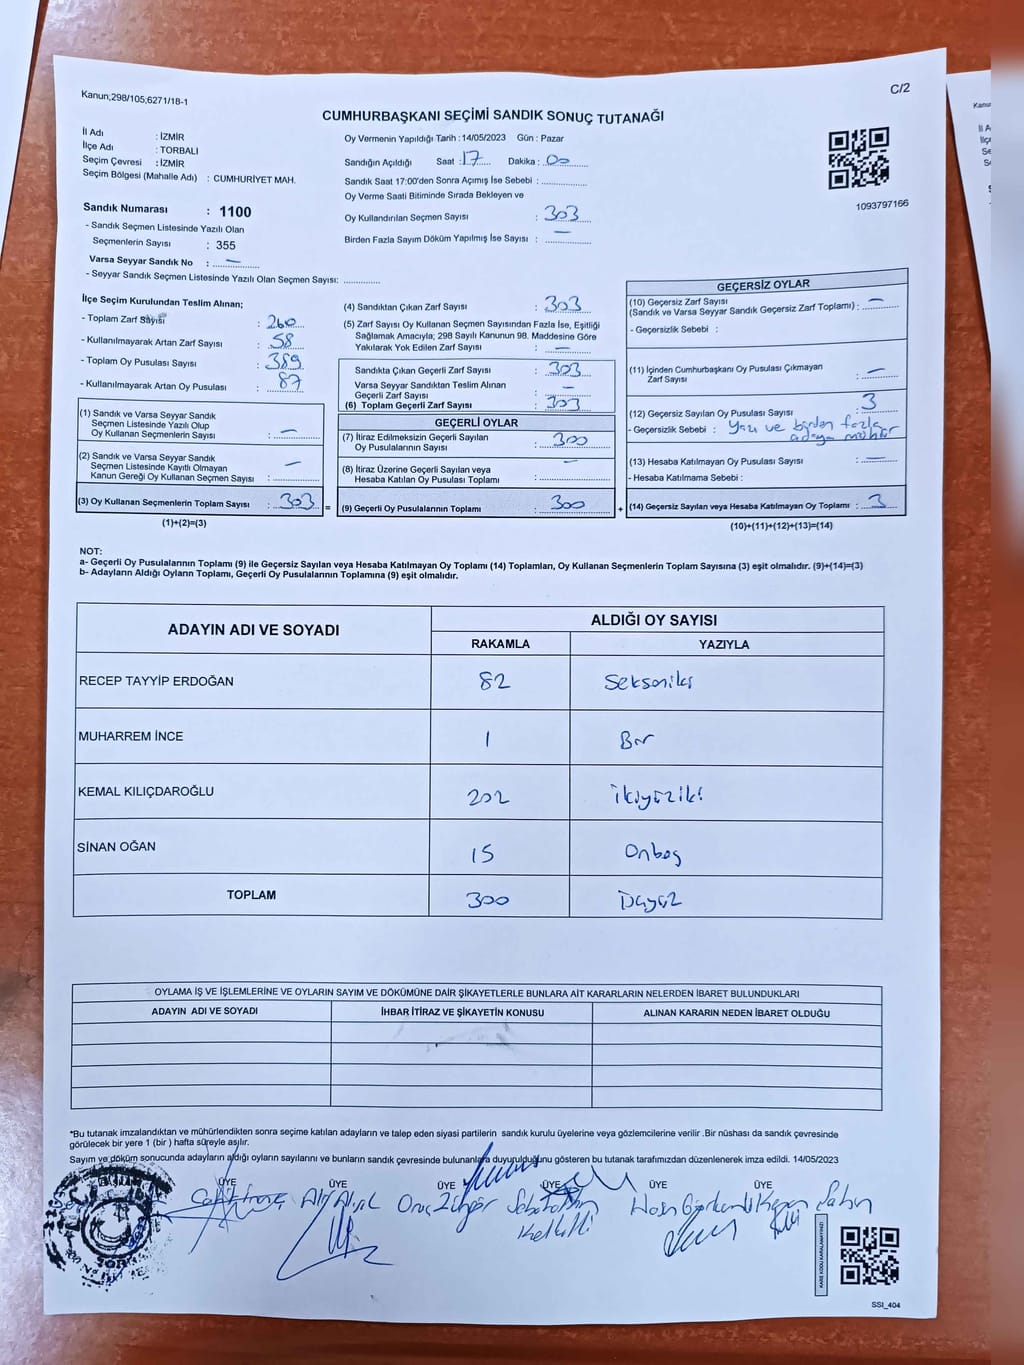 C/2
Kanun;298/105;6271/18-1
CUMHURBAŞKANI SEÇİMİ SANDIK SONUÇ TUTANAĞI
İl Adı : İZMİR
İlçe Adı : TORBALI
Seçim Çevresi : İZMİR
Seçim Bölgesi (Mahalle Adı) : CUMHURİYET MAH.
Sandık Numarası : 1100
- Sandık Seçmen Listesinde Yazılı Olan
Seçmenlerin Sayısı : 355
Varsa Seyyar Sandık No : —
- Seyyar Sandık Seçmen Listesinde Yazılı Olan Seçmen Sayısı:
Oy Vermenin Yapıldığı Tarih : 14/05/2023 Gün : Pazar
Sandığın Açıldığı Saat : 17 Dakika : 00
Sandık Saat 17:00'den Sonra Açımış İse Sebebi :
Oy Verme Saati Bitiminde Sırada Bekleyen ve
Oy Kullandırılan Seçmen Sayısı : 303
Birden Fazla Sayım Döküm Yapılmış İse Sayısı : —
1093797166
İlçe Seçim Kurulundan Teslim Alınan;
- Toplam Zarf Sayısı : 260
- Kullanılmayarak Artan Zarf Sayısı : 58
- Toplam Oy Pusulası Sayısı : 389
- Kullanılmayarak Artan Oy Pusulası : 87
(1) Sandık ve Varsa Seyyar Sandık
Seçmen Listesinde Yazılı Olup
Oy Kullanan Seçmenlerin Sayısı : —
(2) Sandık ve Varsa Seyyar Sandık
Seçmen Listesinde Kayıtlı Olmayan
Kanun Gereği Oy Kullanan Seçmen Sayısı : —
(3) Oy Kullanan Seçmenlerin Toplam Sayısı : 303
(1)+(2)=(3)
(4) Sandıktan Çıkan Zarf Sayısı : 303
(5) Zarf Sayısı Oy Kullanan Seçmen Sayısından Fazla İse, Eşitliği
Sağlamak Amacıyla; 298 Sayılı Kanunun 98. Maddesine Göre
Yakılarak Yok Edilen Zarf Sayısı : —
Sandıkta Çıkan Geçerli Zarf Sayısı : 303
Varsa Seyyar Sandıktan Teslim Alınan
Geçerli Zarf Sayısı : —
(6) Toplam Geçerli Zarf Sayısı : 303
GEÇERLİ OYLAR
(7) İtiraz Edilmeksizin Geçerli Sayılan
Oy Pusulalarının Sayısı : 300
(8) İtiraz Üzerine Geçerli Sayılan veya
Hesaba Katılan Oy Pusulası Toplamı : —
= (9) Geçerli Oy Pusulalarının Toplamı : 300
GEÇERSİZ OYLAR
(10) Geçersiz Zarf Sayısı
(Sandık ve Varsa Seyyar Sandık Geçersiz Zarf Toplamı) : —
- Geçersizlik Sebebi :
(11) İçinden Cumhurbaşkanı Oy Pusulası Çıkmayan
Zarf Sayısı : —
(12) Geçersiz Sayılan Oy Pusulası Sayısı : 3
- Geçersizlik Sebebi : Yazı ve birden fazla
adaya mühür
(13) Hesaba Katılmayan Oy Pusulası Sayısı : —
- Hesaba Katılmama Sebebi :
+ (14) Geçersiz Sayılan veya Hesaba Katılmayan Oy Toplamı : 3
(10)+(11)+(12)+(13)=(14)
NOT:
a- Geçerli Oy Pusulalarının Toplamı (9) ile Geçersiz Sayılan veya Hesaba Katılmayan Oy Toplamı (14) Toplamları, Oy Kullanan Seçmenlerin Toplam Sayısına (3) eşit olmalıdır. (9)+(14)=(3)
b- Adayların Aldığı Oyların Toplamı, Geçerli Oy Pusulalarının Toplamına (9) eşit olmalıdır.
ADAYIN ADI VE SOYADI
ALDIĞI OY SAYISI
RAKAMLA YAZIYLA
RECEP TAYYİP ERDOĞAN 82 Seksoniki
MUHARREM İNCE 1 Bir
KEMAL KILIÇDAROĞLU 202 ikiyüziki
SİNAN OĞAN 15 Onbeş
TOPLAM 300 üçyüz
OYLAMA İŞ VE İŞLEMLERİNE VE OYLARIN SAYIM VE DÖKÜMÜNE DAİR ŞİKAYETLERLE BUNLARA AİT KARARLARIN NELERDEN İBARET BULUNDUKLARI
ADAYIN ADI VE SOYADI İHBAR İTİRAZ VE ŞİKAYETİN KONUSU ALINAN KARARIN NEDEN İBARET OLDUĞU
*Bu tutanak imzalandıktan ve mühürlendikten sonra seçime katılan adayların ve talep eden siyasi partilerin sandık kurulu üyelerine veya gözlemcilerine verilir .Bir nüshası da sandık çevresinde
görülecek bir yere 1 (bir ) hafta süreyle asılır.
Sayım ve döküm sonucunda adayların aldığı oyların sayılarını ve bunların sandık çevresinde bulunanlara duyurulduğunu gösteren bu tutanak tarafımızdan düzenlenerek imza edildi. 14/05/2023
ÜYE ÜYE ÜYE ÜYE ÜYE ÜYE
KARE KODU KARALAMAYINIZ!
SSI_404